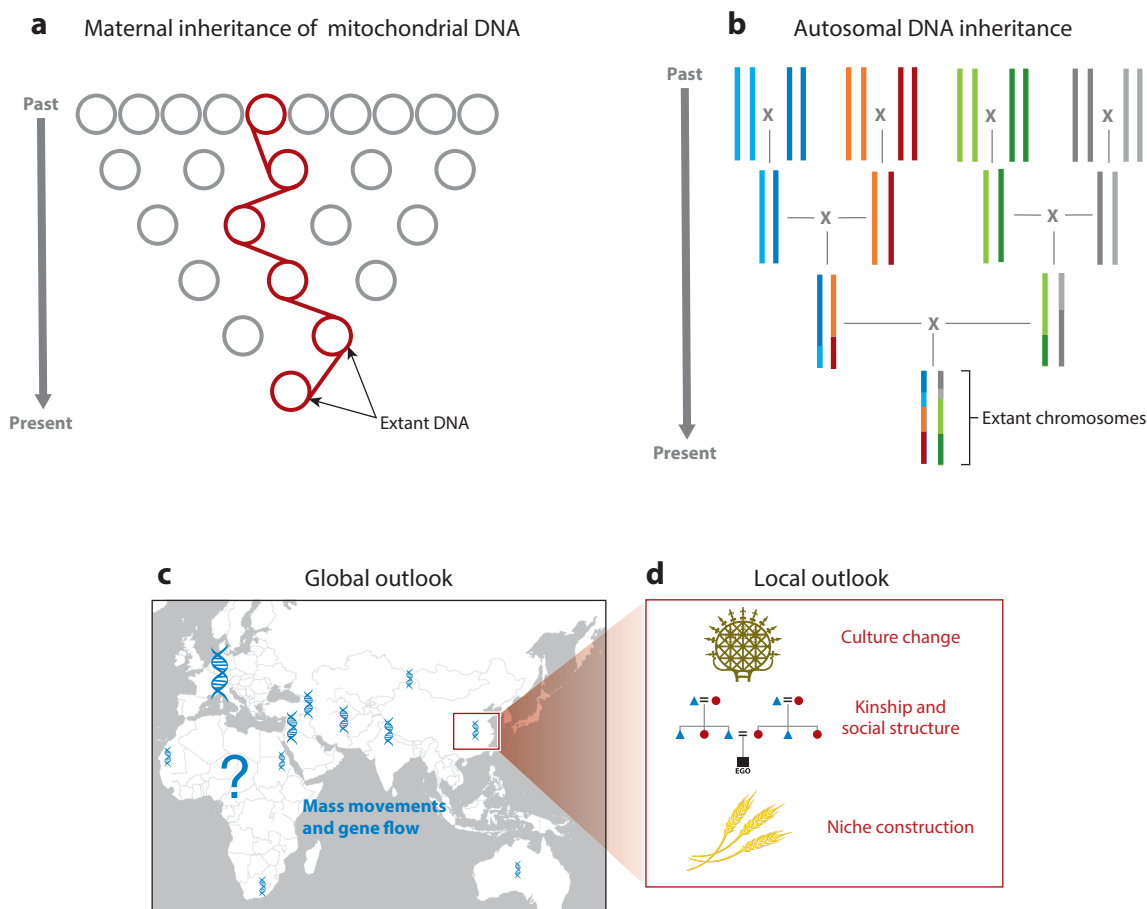 a Maternal inheritance of mitochondrial DNA
Past
Present
Extant DNA
b Autosomal DNA inheritance
Past
X X X X
X X
X
Extant chromosomes
Present
c Global outlook
?
Mass movements
and gene flow
d Local outlook
Culture change
= =
Kinship and
social structure
=
EGO
Niche construction